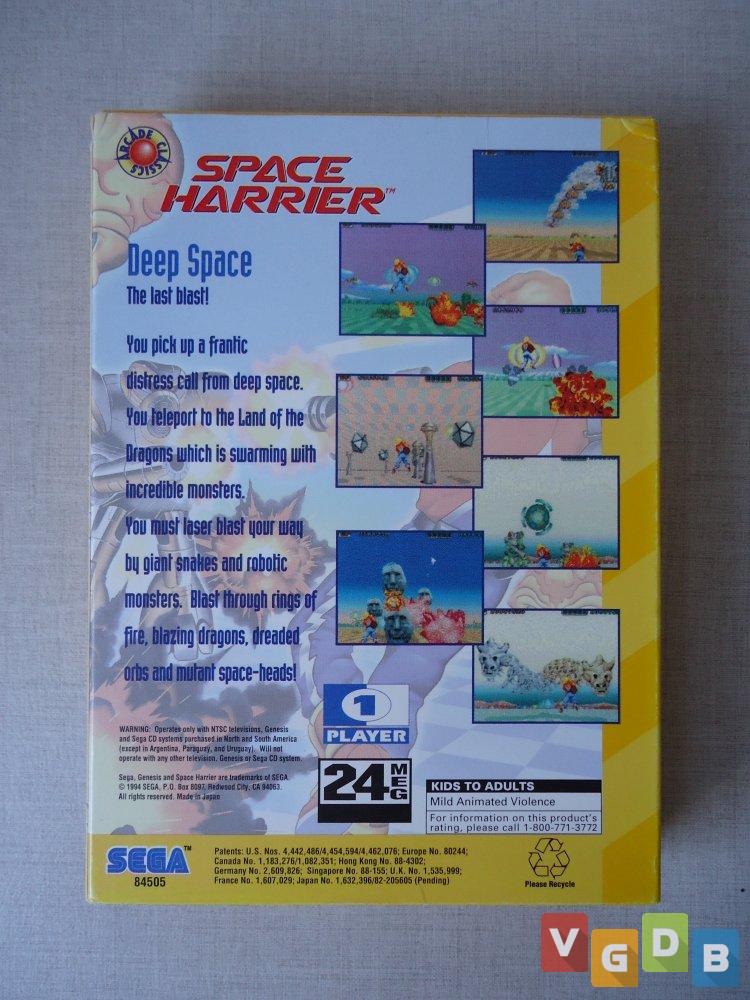 ARCADE CLASSICS
SPACE
HARRIER™
Deep Space
The last blast!
You pick up a frantic
distress call from deep space.
You teleport to the Land of the
Dragons which is swarming with
incredible monsters.
You must laser blast your way
by giant snakes and robotic
monsters. Blast through rings of
fire, blazing dragons, dreaded
orbs and mutant space-heads!
1
PLAYER
WARNING: Operates only with NTSC televisions, Genesis
and Sega CD systems purchased in North and South America
(except in Argentina, Paraguay, and Uruguay). Will not
operate with any other television, Genesis or Sega CD system.
Sega, Genesis and Space Harrier are trademarks of SEGA.
© 1994 SEGA, P.O. Box 8097, Redwood City, CA 94063.
All rights reserved. Made in Japan
24 MEG
KIDS TO ADULTS
Mild Animated Violence
For information on this product's
rating, please call 1-800-771-3772
SEGA™
84505
Patents: U.S. Nos. 4,442,486/4,454,594/4,462,076; Europe No. 80244;
Canada No. 1,183,276/1,082,351; Hong Kong No. 88-4302;
Germany No. 2,609,826; Singapore No. 88-155; U.K. No. 1,535,999;
France No. 1,607,029; Japan No. 1,632,396/82-205605 (Pending)
Please Recycle
VGDB